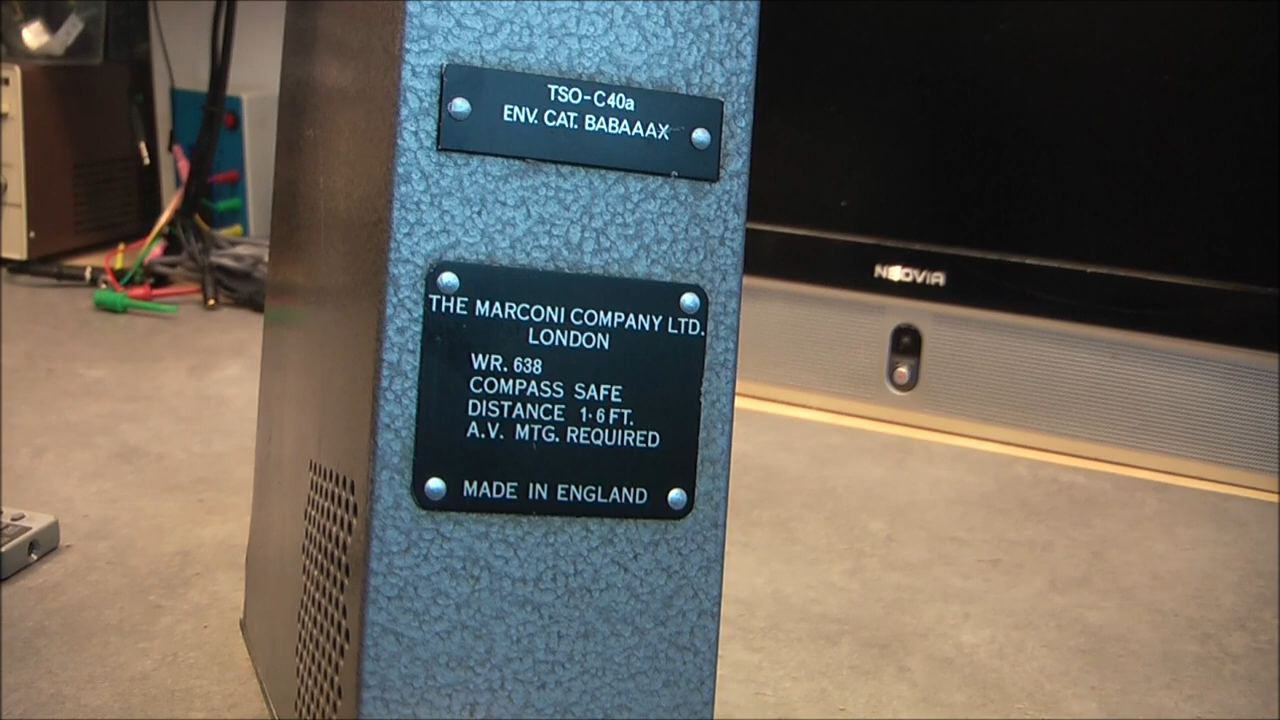 TSO-C40a
ENV. CAT. BABAAAX
THE MARCONI COMPANY LTD.
LONDON
WR. 638
COMPASS SAFE
DISTANCE 1·6 FT.
A.V. MTG. REQUIRED
MADE IN ENGLAND
NEOVIA